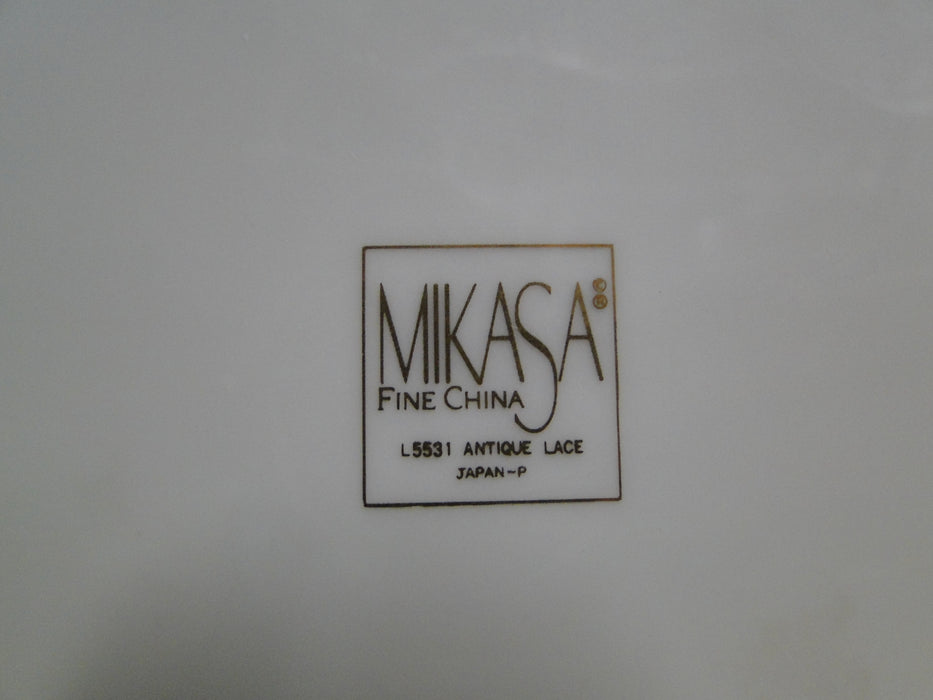 MIKASA©®
FINE CHINA
L5531 ANTIQUE LACE
JAPAN-P